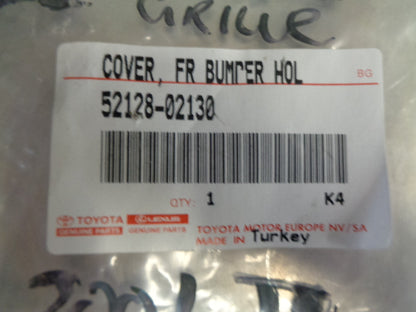 GRILLE
COVER, FR BUMPER HOL
BG
52128-02130
QTY: 1
K4
TOYOTA LEXUS
GENUINE PARTS GENUINE PARTS
TOYOTA MOTOR EUROPE NV/SA
MADE IN Turkey